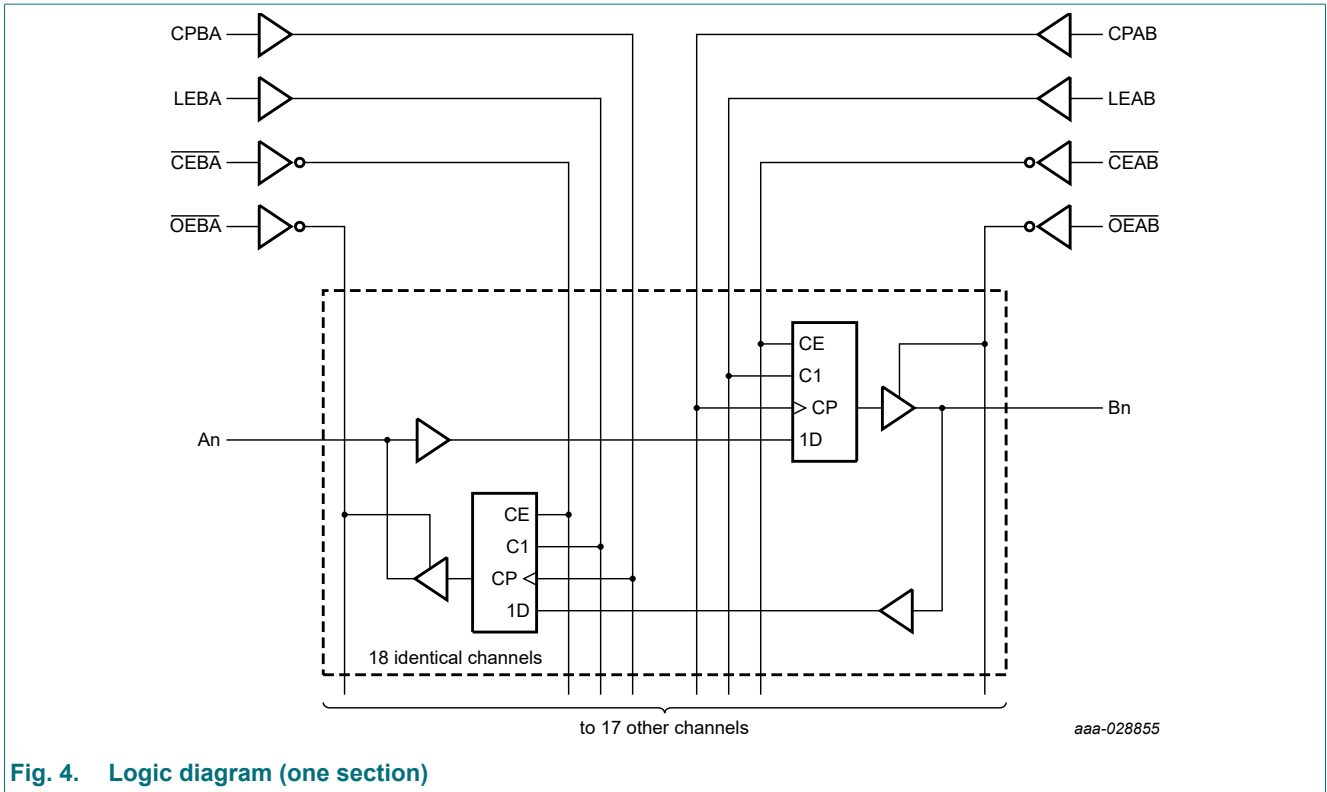 CPBA CPAB
LEBA LEAB
CEBA CEAB
OEBA OEAB
CE
C1
CP Bn
An 1D
CE
C1
CP
1D
18 identical channels
to 17 other channels
aaa-028855
Fig. 4. Logic diagram (one section)